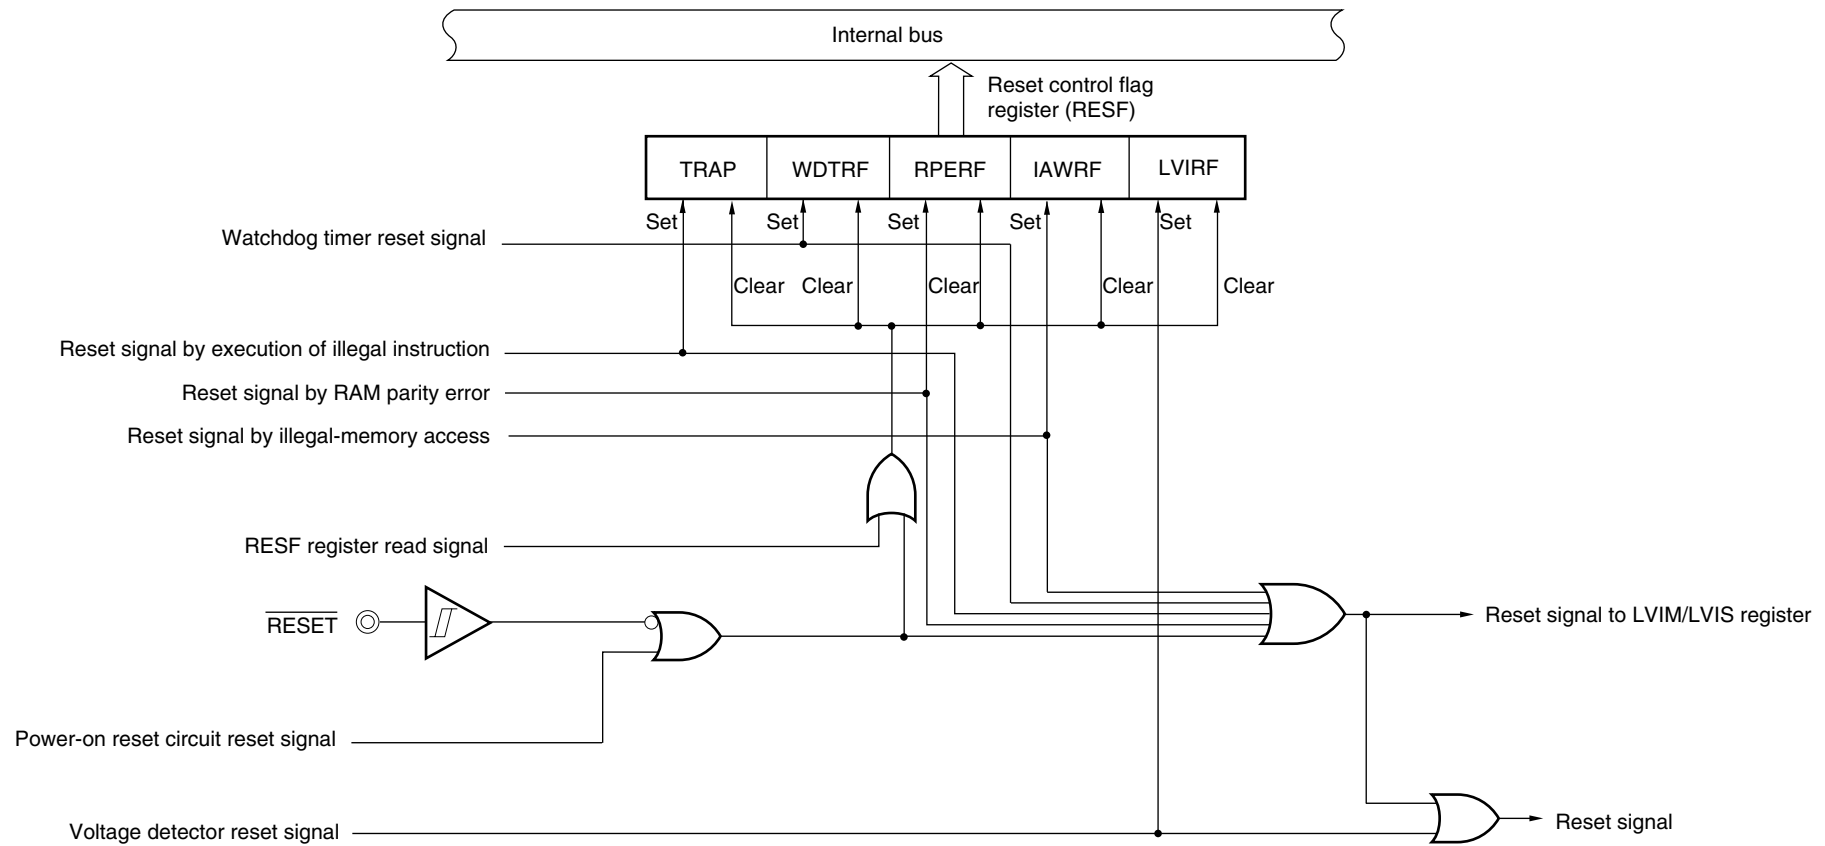 Internal bus
Reset control flag
register (RESF)
TRAP WDTRF RPERF IAWRF LVIRF
Set Set Set Set Set
Watchdog timer reset signal
Clear Clear Clear Clear Clear
Reset signal by execution of illegal instruction
Reset signal by RAM parity error
Reset signal by illegal-memory access
RESF register read signal
RESET
Reset signal to LVIM/LVIS register
Power-on reset circuit reset signal
Voltage detector reset signal
Reset signal